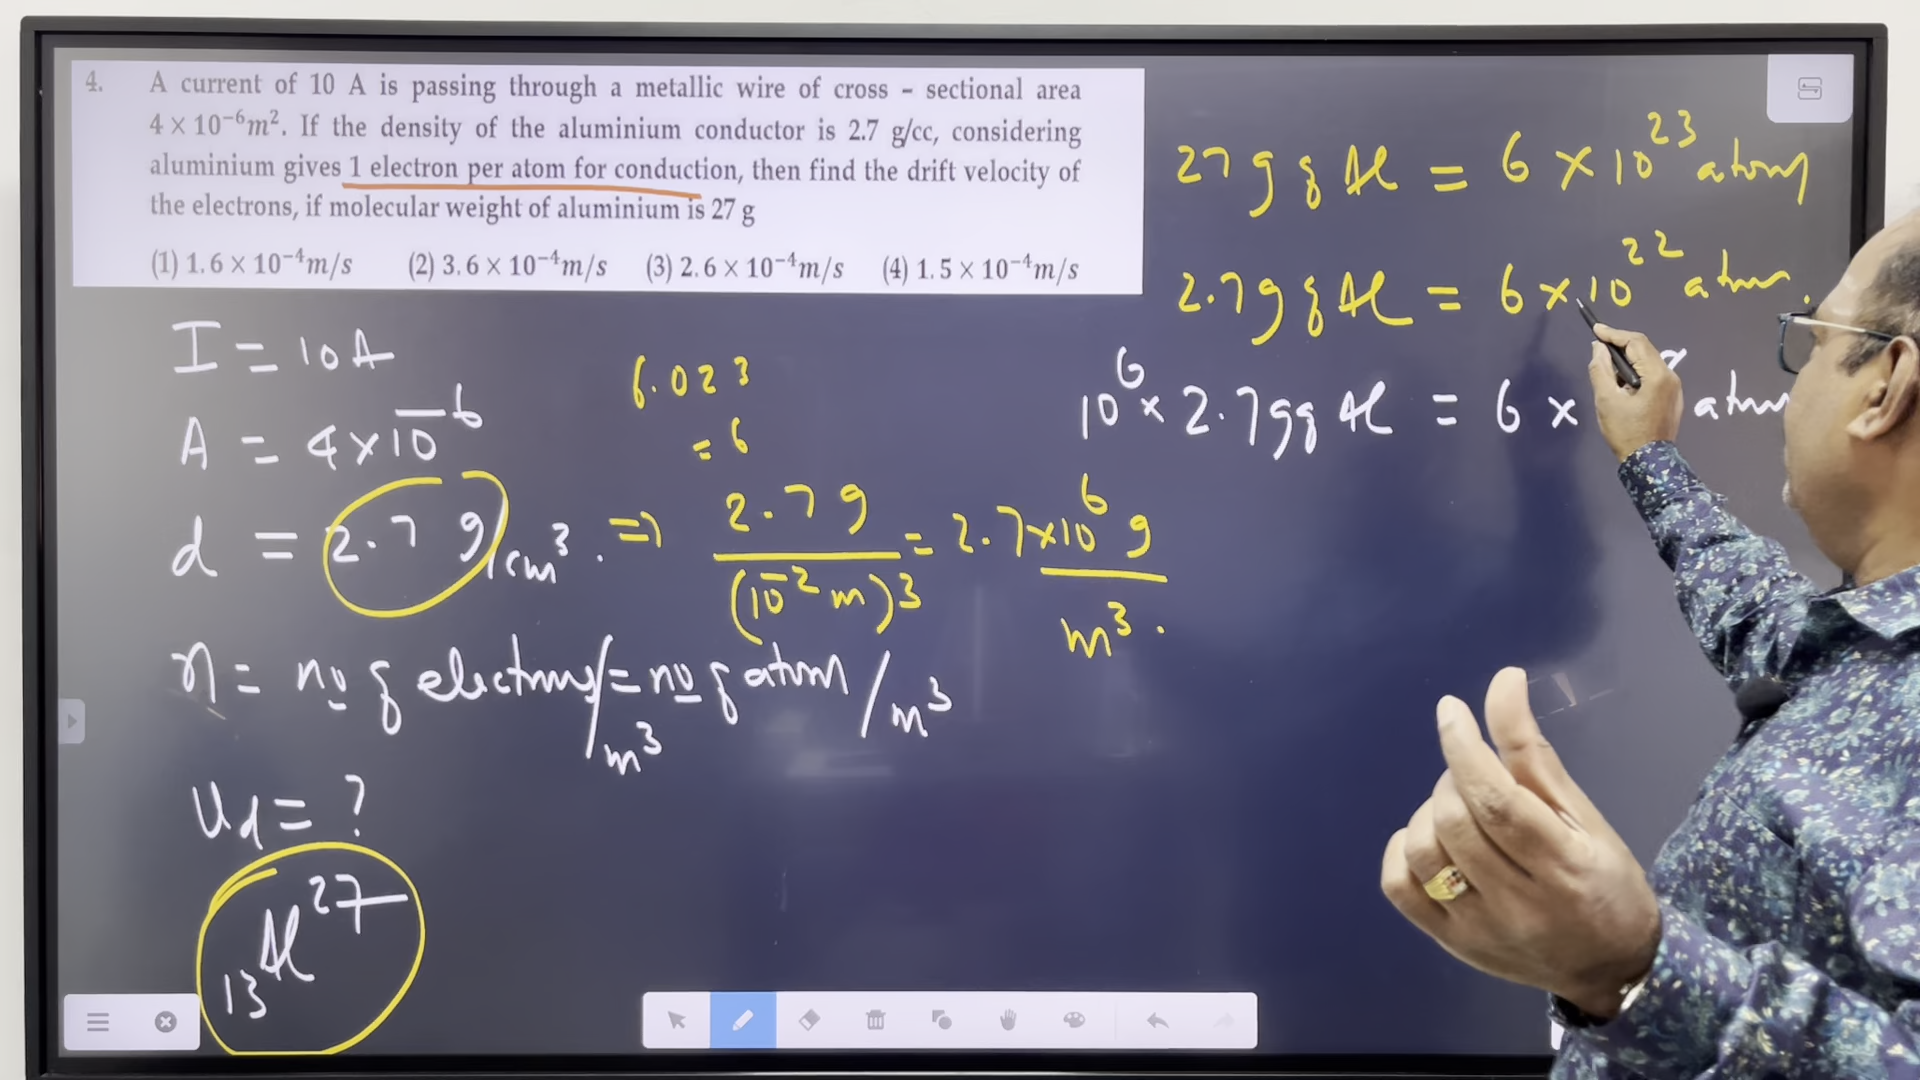 4. A current of 10 A is passing through a metallic wire of cross – sectional area
4 × 10⁻⁶m². If the density of the aluminium conductor is 2.7 g/cc, considering
aluminium gives 1 electron per atom for conduction, then find the drift velocity of
the electrons, if molecular weight of aluminium is 27 g
(1) 1.6 × 10⁻⁴m/s (2) 3.6 × 10⁻⁴m/s (3) 2.6 × 10⁻⁴m/s (4) 1.5 × 10⁻⁴m/s
27 g of Al = 6 × 10²³ atoms
2.7 g of Al = 6 × 10²² atoms.
10⁶ × 2.7 g of Al = 6 ×
I = 10 A
A = 4 × 10⁻⁶
6.023
= 6
d = 2.7 g/cm³. ⇒ 2.7 g / (10⁻² m)³ = 2.7 × 10⁶ g / m³.
n = no of electrons/m³ = no of atoms/m³
u_d = ?
₁₃Al²⁷